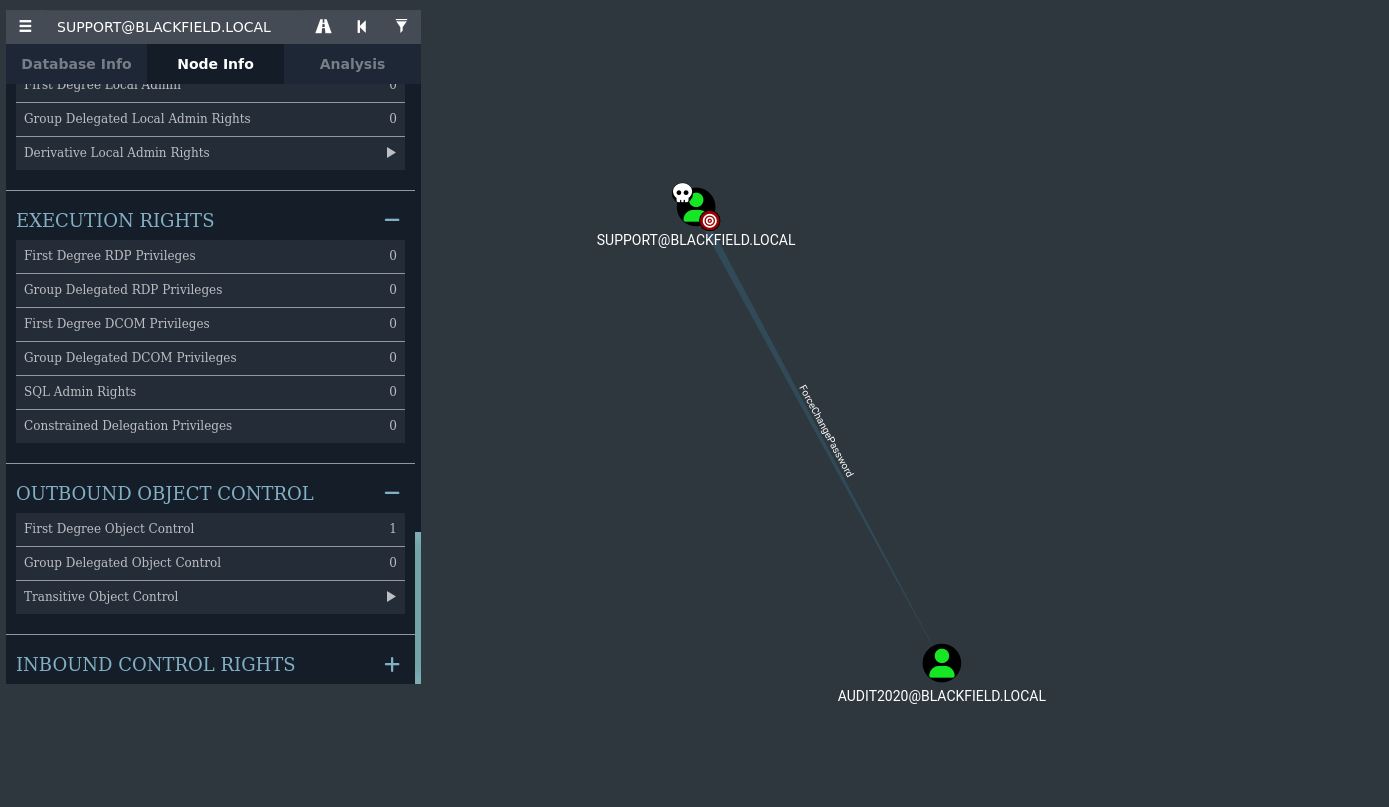 SUPPORT@BLACKFIELD.LOCAL
Database Info Node Info Analysis
First Degree Local Admin 0
Group Delegated Local Admin Rights 0
Derivative Local Admin Rights
EXECUTION RIGHTS
First Degree RDP Privileges 0
Group Delegated RDP Privileges 0
First Degree DCOM Privileges 0
Group Delegated DCOM Privileges 0
SQL Admin Rights 0
Constrained Delegation Privileges 0
OUTBOUND OBJECT CONTROL
First Degree Object Control 1
Group Delegated Object Control 0
Transitive Object Control
INBOUND CONTROL RIGHTS
SUPPORT@BLACKFIELD.LOCAL
ForceChangePassword
AUDIT2020@BLACKFIELD.LOCAL